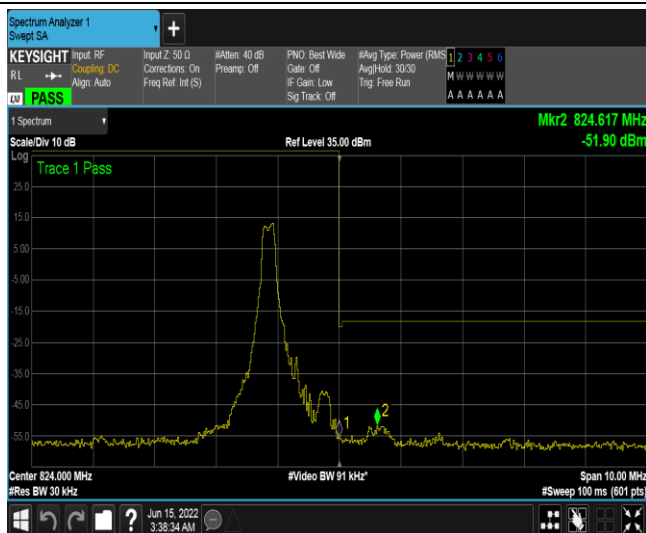 Spectrum Analyzer 1
Swept SA
+
KEYSIGHT
R L
LXI
PASS
Input: RF
Coupling: DC
Align: Auto
Input Z: 50 Ω
Corrections: On
Freq Ref: Int (S)
#Atten: 40 dB
Preamp: Off
PNO: Best Wide
Gate: Off
IF Gain: Low
Sig Track: Off
#Avg Type: Power (RMS
Avg|Hold: 30/30
Trig: Free Run
1 2 3 4 5 6
M W W W W W
A A A A A A
1 Spectrum
Scale/Div 10 dB
Ref Level 35.00 dBm
Mkr2 824.617 MHz
-51.90 dBm
Log
Trace 1 Pass
25.0
15.0
5.00
-5.00
-15.0
-25.0
-35.0
-45.0
-55.0
1
2
Center 824.000 MHz
#Video BW 91 kHz*
Span 10.00 MHz
#Res BW 30 kHz
#Sweep 100 ms (601 pts)
?
Jun 15, 2022
3:38:34 AM